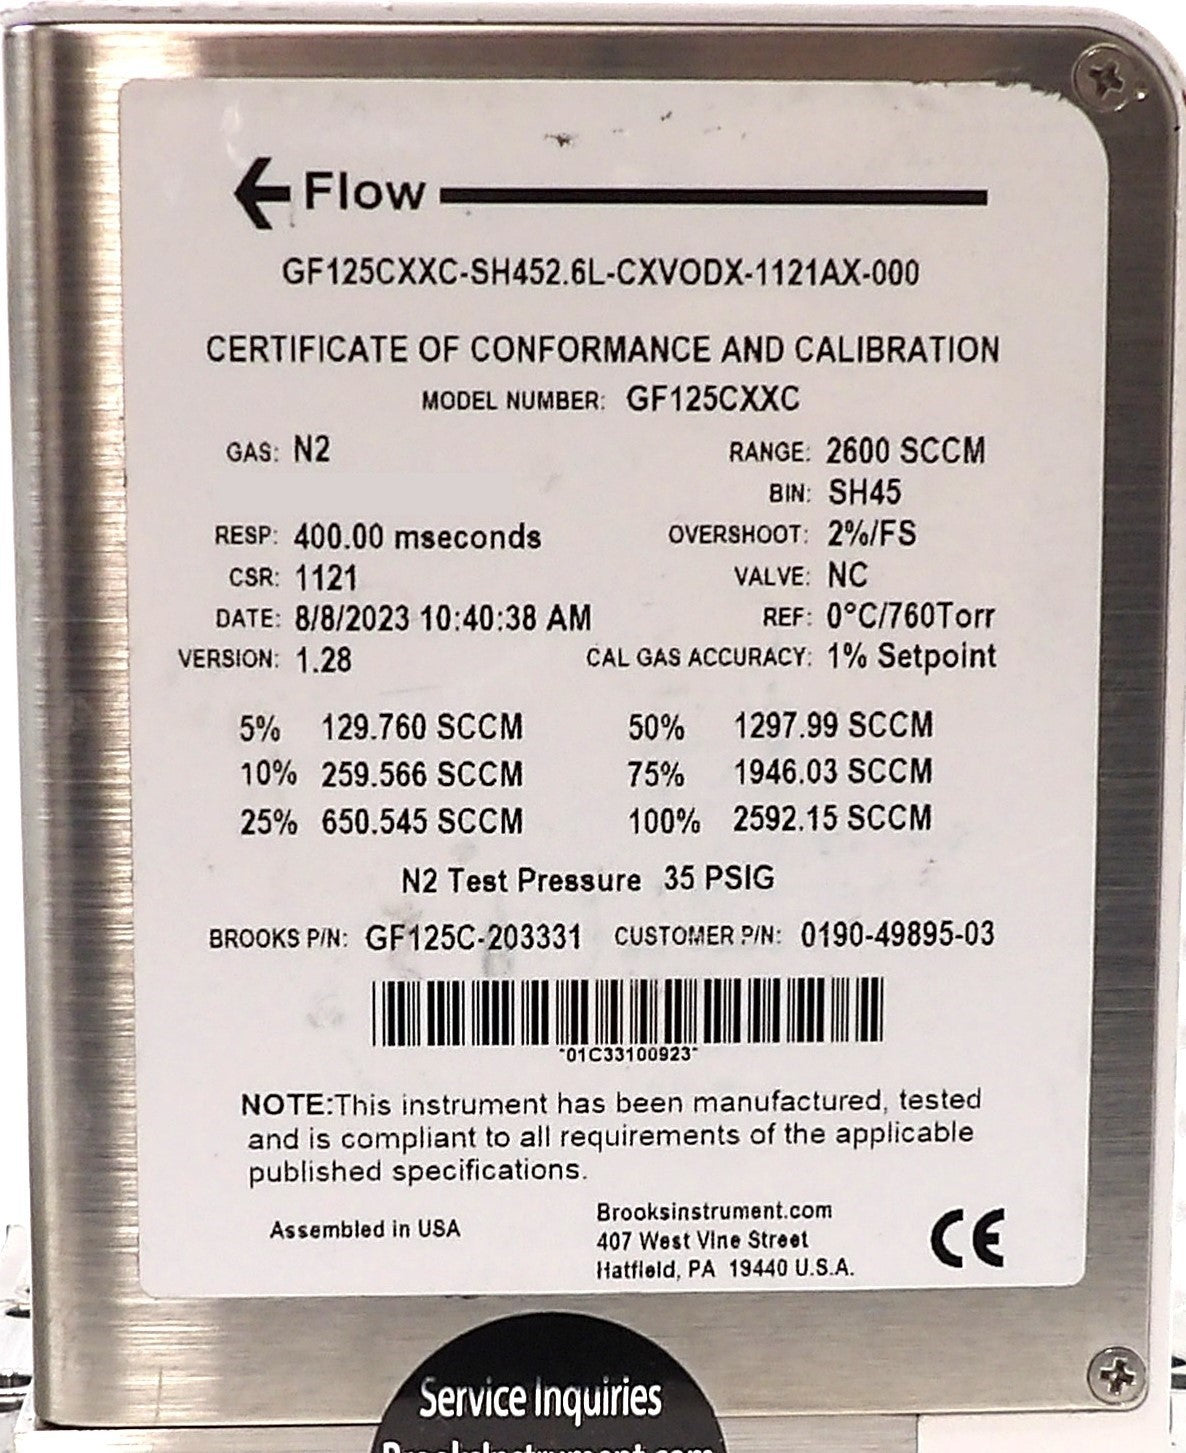 Flow
GF125CXXC-SH452.6L-CXVODX-1121AX-000
CERTIFICATE OF CONFORMANCE AND CALIBRATION
MODEL NUMBER: GF125CXXC
GAS: N2 RANGE: 2600 SCCM
BIN: SH45
RESP: 400.00 mseconds OVERSHOOT: 2%/FS
CSR: 1121 VALVE: NC
DATE: 8/8/2023 10:40:38 AM REF: 0°C/760Torr
VERSION: 1.28 CAL GAS ACCURACY: 1% Setpoint
5% 129.760 SCCM 50% 1297.99 SCCM
10% 259.566 SCCM 75% 1946.03 SCCM
25% 650.545 SCCM 100% 2592.15 SCCM
N2 Test Pressure 35 PSIG
BROOKS P/N: GF125C-203331 CUSTOMER P/N: 0190-49895-03
*01C33100923*
NOTE:This instrument has been manufactured, tested
and is compliant to all requirements of the applicable
published specifications.
Assembled in USA
Brooksinstrument.com
407 West Vine Street
Hatfield, PA 19440 U.S.A.
CE
Service Inquiries
BrooksInstrument.com